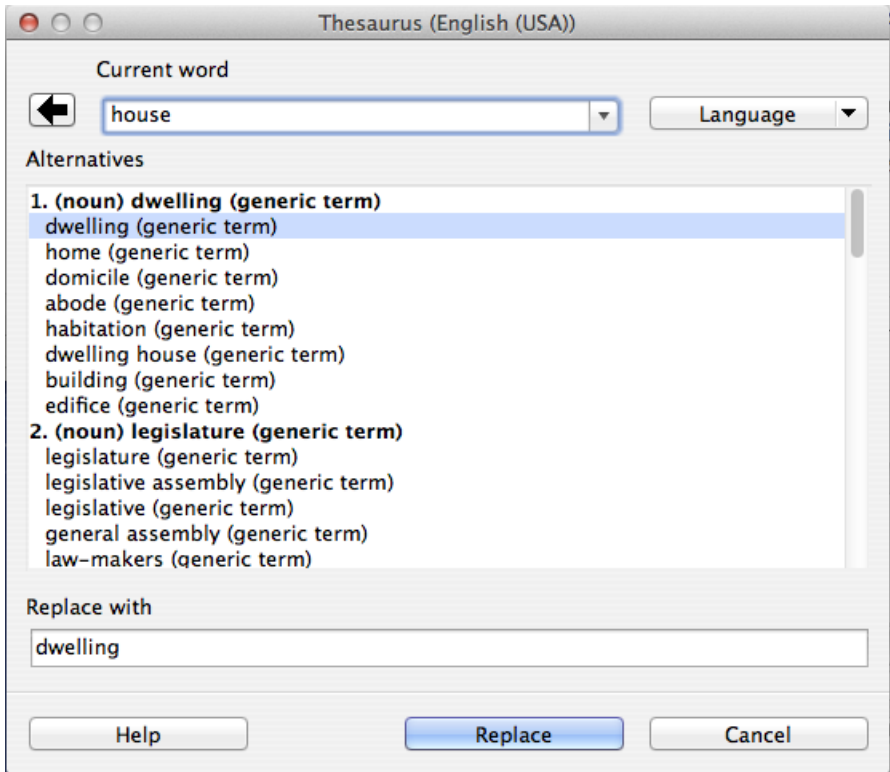 Thesaurus (English (USA))
Current word
house
Language
Alternatives
1. (noun) dwelling (generic term)
dwelling (generic term)
home (generic term)
domicile (generic term)
abode (generic term)
habitation (generic term)
dwelling house (generic term)
building (generic term)
edifice (generic term)
2. (noun) legislature (generic term)
legislature (generic term)
legislative assembly (generic term)
legislative (generic term)
general assembly (generic term)
law-makers (generic term)
Replace with
dwelling
Help Replace Cancel